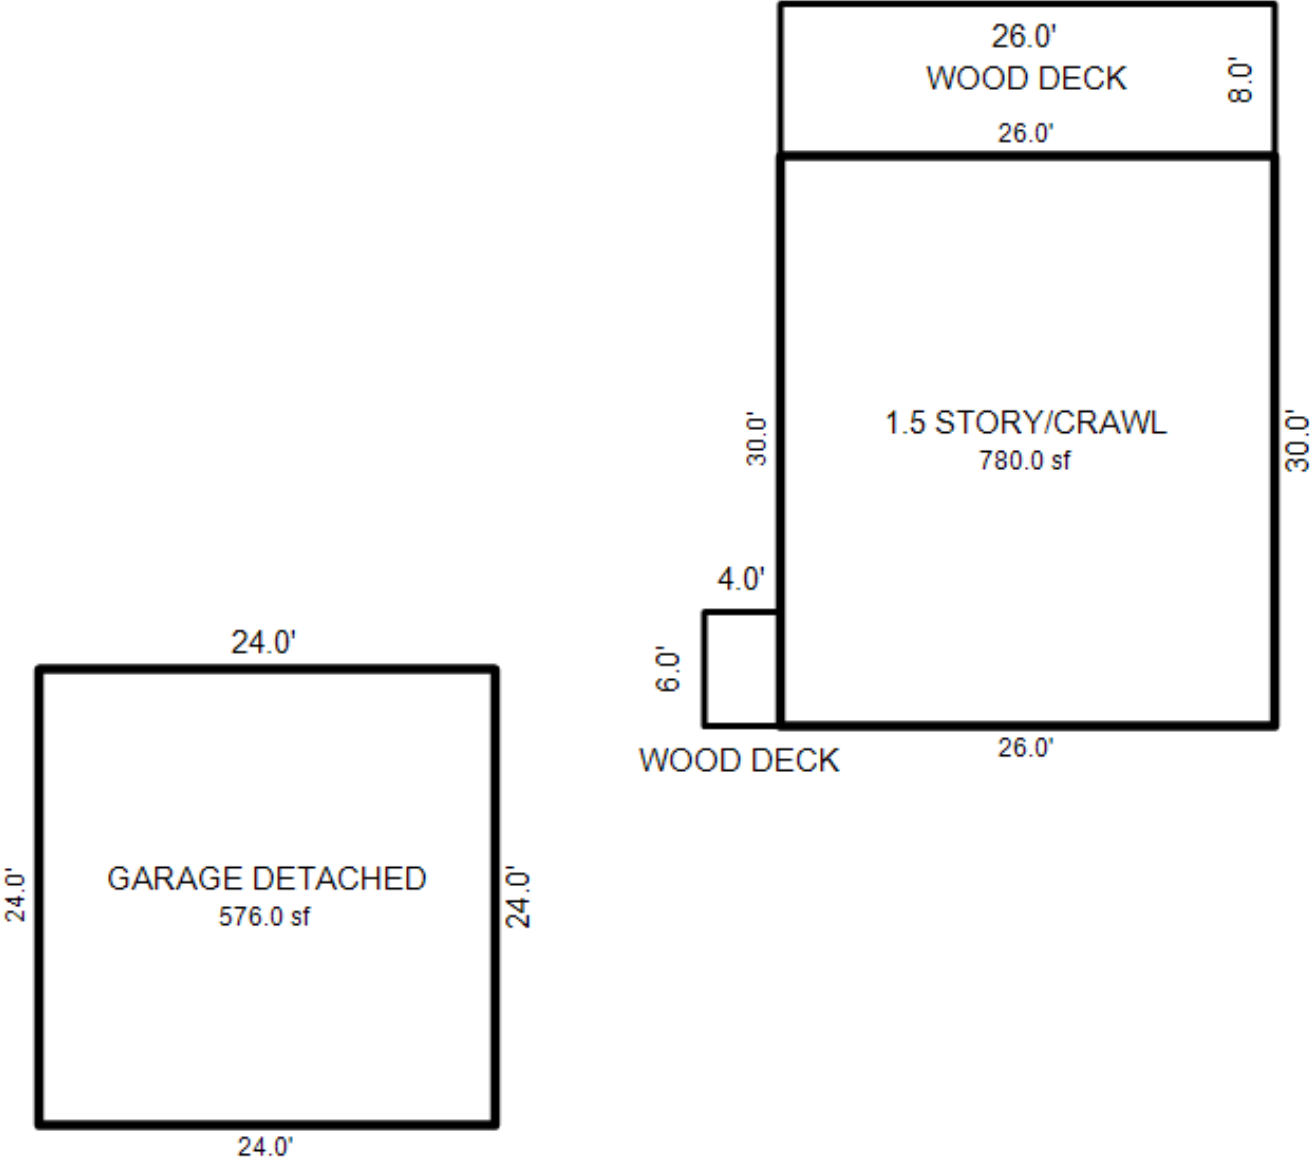 26.0'
WOOD DECK
8.0'
26.0'
30.0'
1.5 STORY/CRAWL
780.0 sf
30.0'
4.0'
6.0'
WOOD DECK
26.0'
24.0'
24.0'
GARAGE DETACHED
576.0 sf
24.0'
24.0'